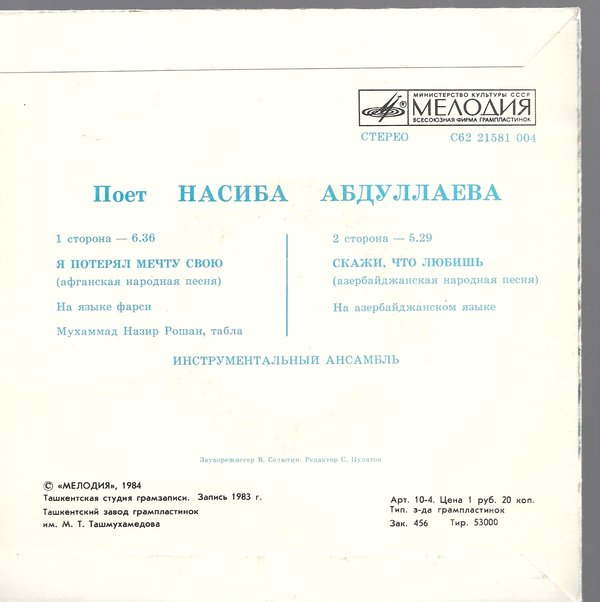 МИНИСТЕРСТВО КУЛЬТУРЫ СССР
МЕЛОДИЯ
ВСЕСОЮЗНАЯ ФИРМА ГРАМПЛАСТИНОК
СТЕРЕО С62 21581 004
Поет НАСИБА АБДУЛЛАЕВА
1 сторона — 6.36
Я ПОТЕРЯЛ МЕЧТУ СВОЮ
(афганская народная песня)
На языке фарси
Мухаммад Назир Рошан, табла
2 сторона — 5.29
СКАЖИ, ЧТО ЛЮБИШЬ
(азербайджанская народная песня)
На азербайджанском языке
ИНСТРУМЕНТАЛЬНЫЙ АНСАМБЛЬ
Звукорежиссер В. Селютин. Редактор С. Пулатов
© «МЕЛОДИЯ», 1984
Ташкентская студия грамзаписи. Запись 1983 г.
Ташкентский завод грампластинок
им. М. Т. Ташмухамедова
Арт. 10-4. Цена 1 руб. 20 коп.
Тип. з-да грампластинок
Зак. 456 Тир. 53000